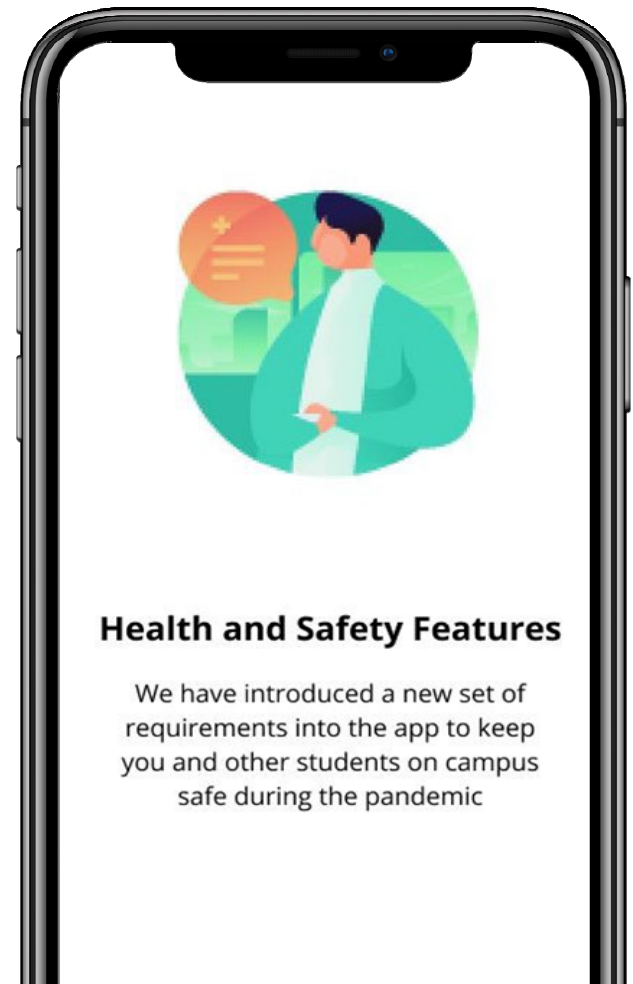 Health and Safety Features
We have introduced a new set of
requirements into the app to keep
you and other students on campus
safe during the pandemic